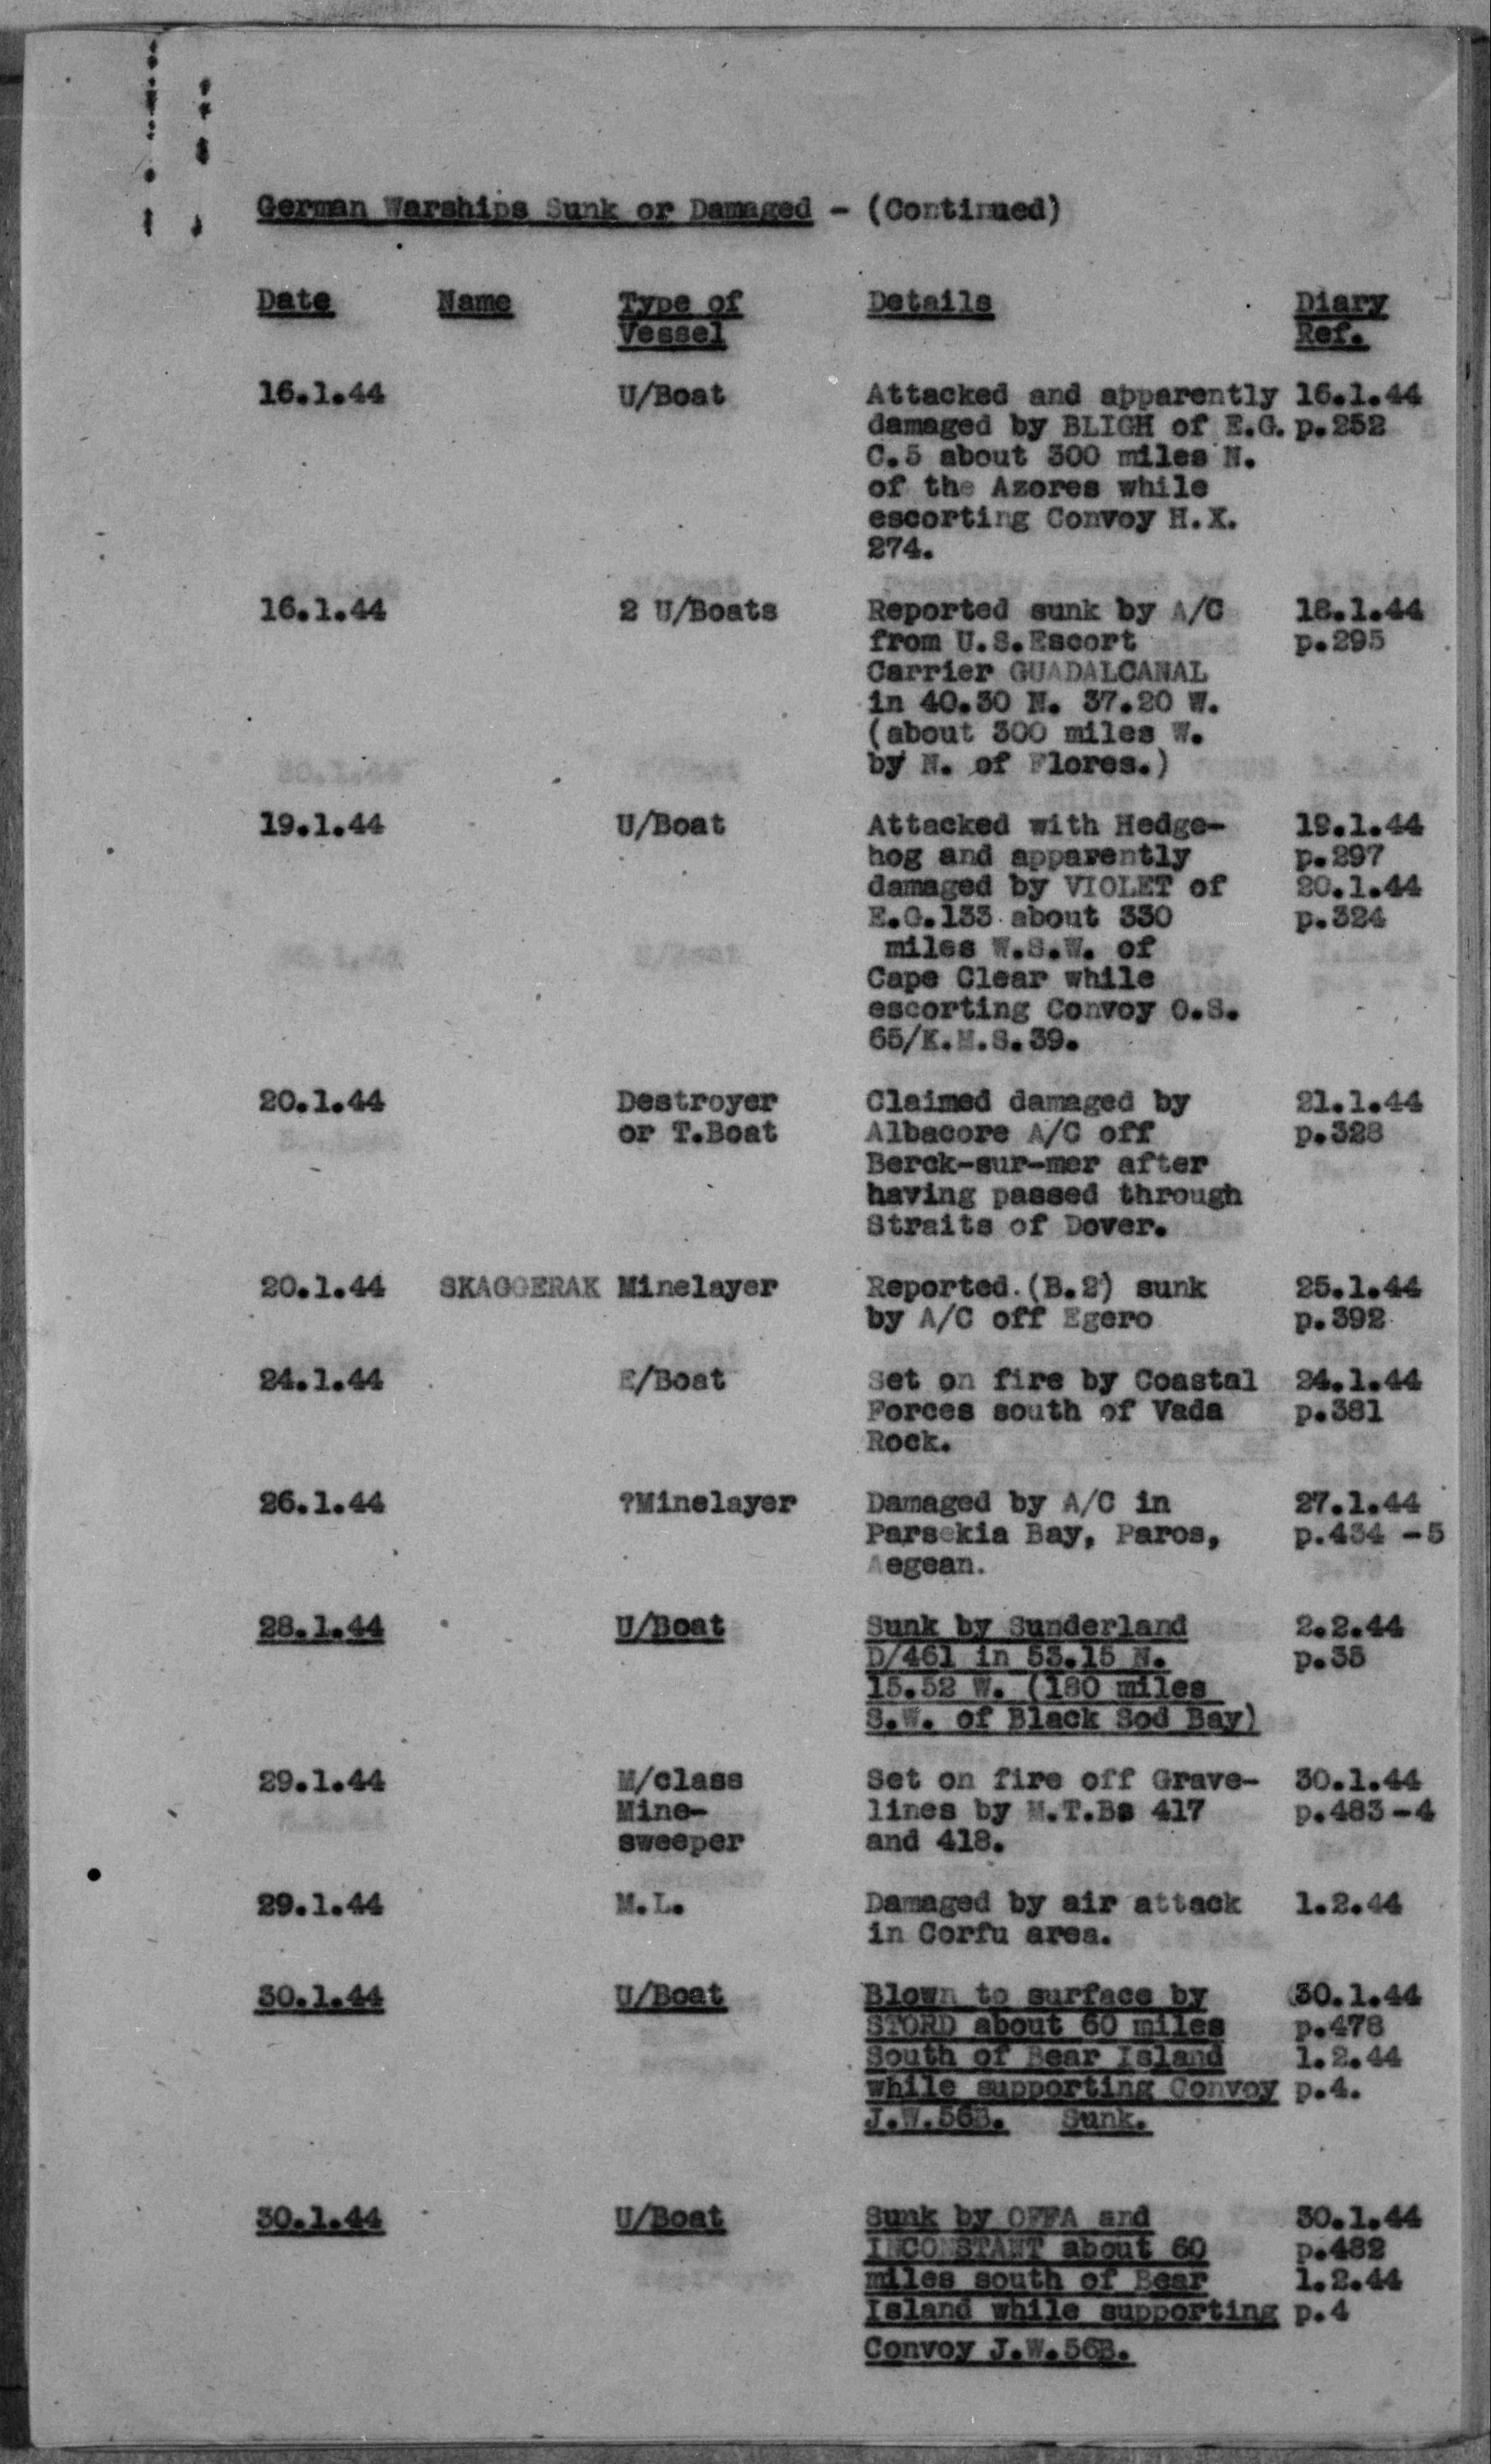 German Warships Sunk or Damaged - (Continued)
Date Name Type of Vessel Details Diary Ref.
16.1.44 U/Boat Attacked and apparently 16.1.44
damaged by BLIGH of E.G. p.252
C.5 about 300 miles N.
of the Azores while
escorting Convoy H.X.
274.
16.1.44 2 U/Boats Reported sunk by A/C 18.1.44
from U.S.Escort p.295
Carrier GUADALCANAL
in 40.30 N. 37.20 W.
(about 300 miles W.
by N. of Flores.)
19.1.44 U/Boat Attacked with Hedge- 19.1.44
hog and apparently p.297
damaged by VIOLET of 20.1.44
E.G.133 about 330 p.324
miles W.S.W. of
Cape Clear while
escorting Convoy O.S.
65/K.M.S.39.
20.1.44 Destroyer Claimed damaged by 21.1.44
or T.Boat Albacore A/C off p.328
Berck-sur-mer after
having passed through
Straits of Dover.
20.1.44 SKAGGERAK Minelayer Reported (B.2) sunk 25.1.44
by A/C off Egero p.392
24.1.44 E/Boat Set on fire by Coastal 24.1.44
Forces south of Vada p.381
Rock.
26.1.44 ?Minelayer Damaged by A/C in 27.1.44
Parsekia Bay, Paros, p.434 -5
Aegean.
28.1.44 U/Boat Sunk by Sunderland 2.2.44
D/461 in 53.15 N. p.35
15.52 W. (180 miles
S.W. of Black Sod Bay)
29.1.44 M/class Set on fire off Grave- 30.1.44
Mine- lines by M.T.Bs 417 p.483-4
sweeper and 418.
29.1.44 M.L. Damaged by air attack 1.2.44
in Corfu area.
30.1.44 U/Boat Blown to surface by 30.1.44
STORD about 60 miles p.478
South of Bear Island 1.2.44
while supporting Convoy p.4.
J.W.56B. Sunk.
30.1.44 U/Boat Sunk by OFFA and 30.1.44
INCONSTANT about 60 p.482
miles south of Bear 1.2.44
Island while supporting p.4
Convoy J.W.56B.